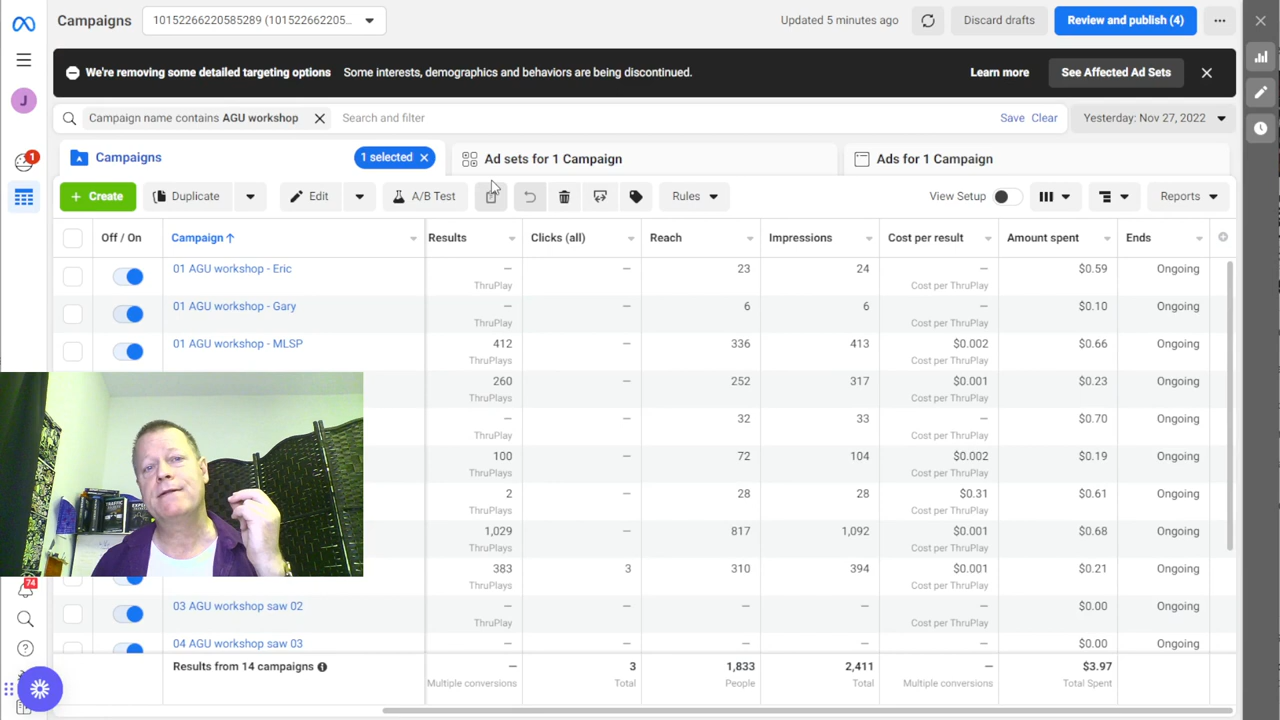 Campaigns
10152266220585289 (101522662205...
Updated 5 minutes ago
Discard drafts
Review and publish (4)
We're removing some detailed targeting options
Some interests, demographics and behaviors are being discontinued.
Learn more
See Affected Ad Sets
J
Campaign name contains AGU workshop
Search and filter
Save
Clear
Yesterday: Nov 27, 2022
1
Campaigns
1 selected
Ad sets for 1 Campaign
Ads for 1 Campaign
+ Create
Duplicate
Edit
A/B Test
Rules
View Setup
Reports
Off / On
Campaign
Results
Clicks (all)
Reach
Impressions
Cost per result
Amount spent
Ends
01 AGU workshop - Eric
—
—
23
24
—
$0.59
Ongoing
ThruPlay
Cost per ThruPlay
01 AGU workshop - Gary
—
—
6
6
—
$0.10
Ongoing
ThruPlay
Cost per ThruPlay
01 AGU workshop - MLSP
412
—
336
413
$0.002
$0.66
Ongoing
ThruPlays
Cost per ThruPlay
260
—
252
317
$0.001
$0.23
Ongoing
ThruPlays
Cost per ThruPlay
—
—
32
33
—
$0.70
Ongoing
ThruPlay
Cost per ThruPlay
100
—
72
104
$0.002
$0.19
Ongoing
ThruPlays
Cost per ThruPlay
2
—
28
28
$0.31
$0.61
Ongoing
ThruPlays
Cost per ThruPlay
1,029
—
817
1,092
$0.001
$0.68
Ongoing
ThruPlays
Cost per ThruPlay
383
3
310
394
$0.001
$0.21
Ongoing
ThruPlays
Cost per ThruPlay
74
03 AGU workshop saw 02
—
—
—
—
—
$0.00
Ongoing
ThruPlay
Cost per ThruPlay
04 AGU workshop saw 03
—
—
—
—
—
$0.00
Ongoing
Results from 14 campaigns
—
3
1,833
2,411
—
$3.97
Multiple conversions
Total
People
Total
Multiple conversions
Total Spent